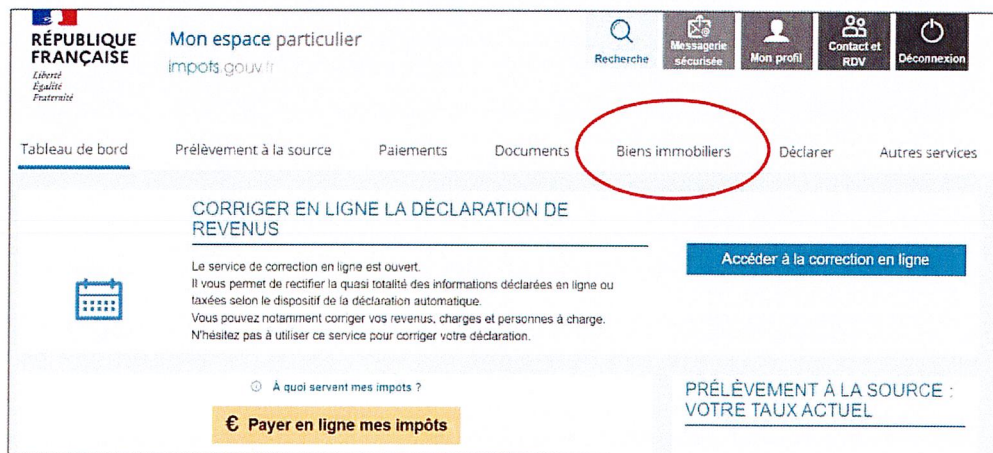 RÉPUBLIQUE
FRANÇAISE
Liberté
Égalité
Fraternité
Mon espace particulier
impots.gouv.fr
Recherche
Messagerie
sécurisée
Mon profil
Contact et
RDV
Déconnexion
Tableau de bord
Prélèvement à la source
Paiements
Documents
Biens immobiliers
Déclarer
Autres services
CORRIGER EN LIGNE LA DÉCLARATION DE
REVENUS
Le service de correction en ligne est ouvert.
Il vous permet de rectifier la quasi totalité des informations déclarées en ligne ou
taxées selon le dispositif de la déclaration automatique.
Vous pouvez notamment corriger vos revenus, charges et personnes à charge.
N'hésitez pas à utiliser ce service pour corriger votre déclaration.
À quoi servent mes impots ?
€ Payer en ligne mes impôts
Accéder à la correction en ligne
PRÉLÈVEMENT À LA SOURCE :
VOTRE TAUX ACTUEL